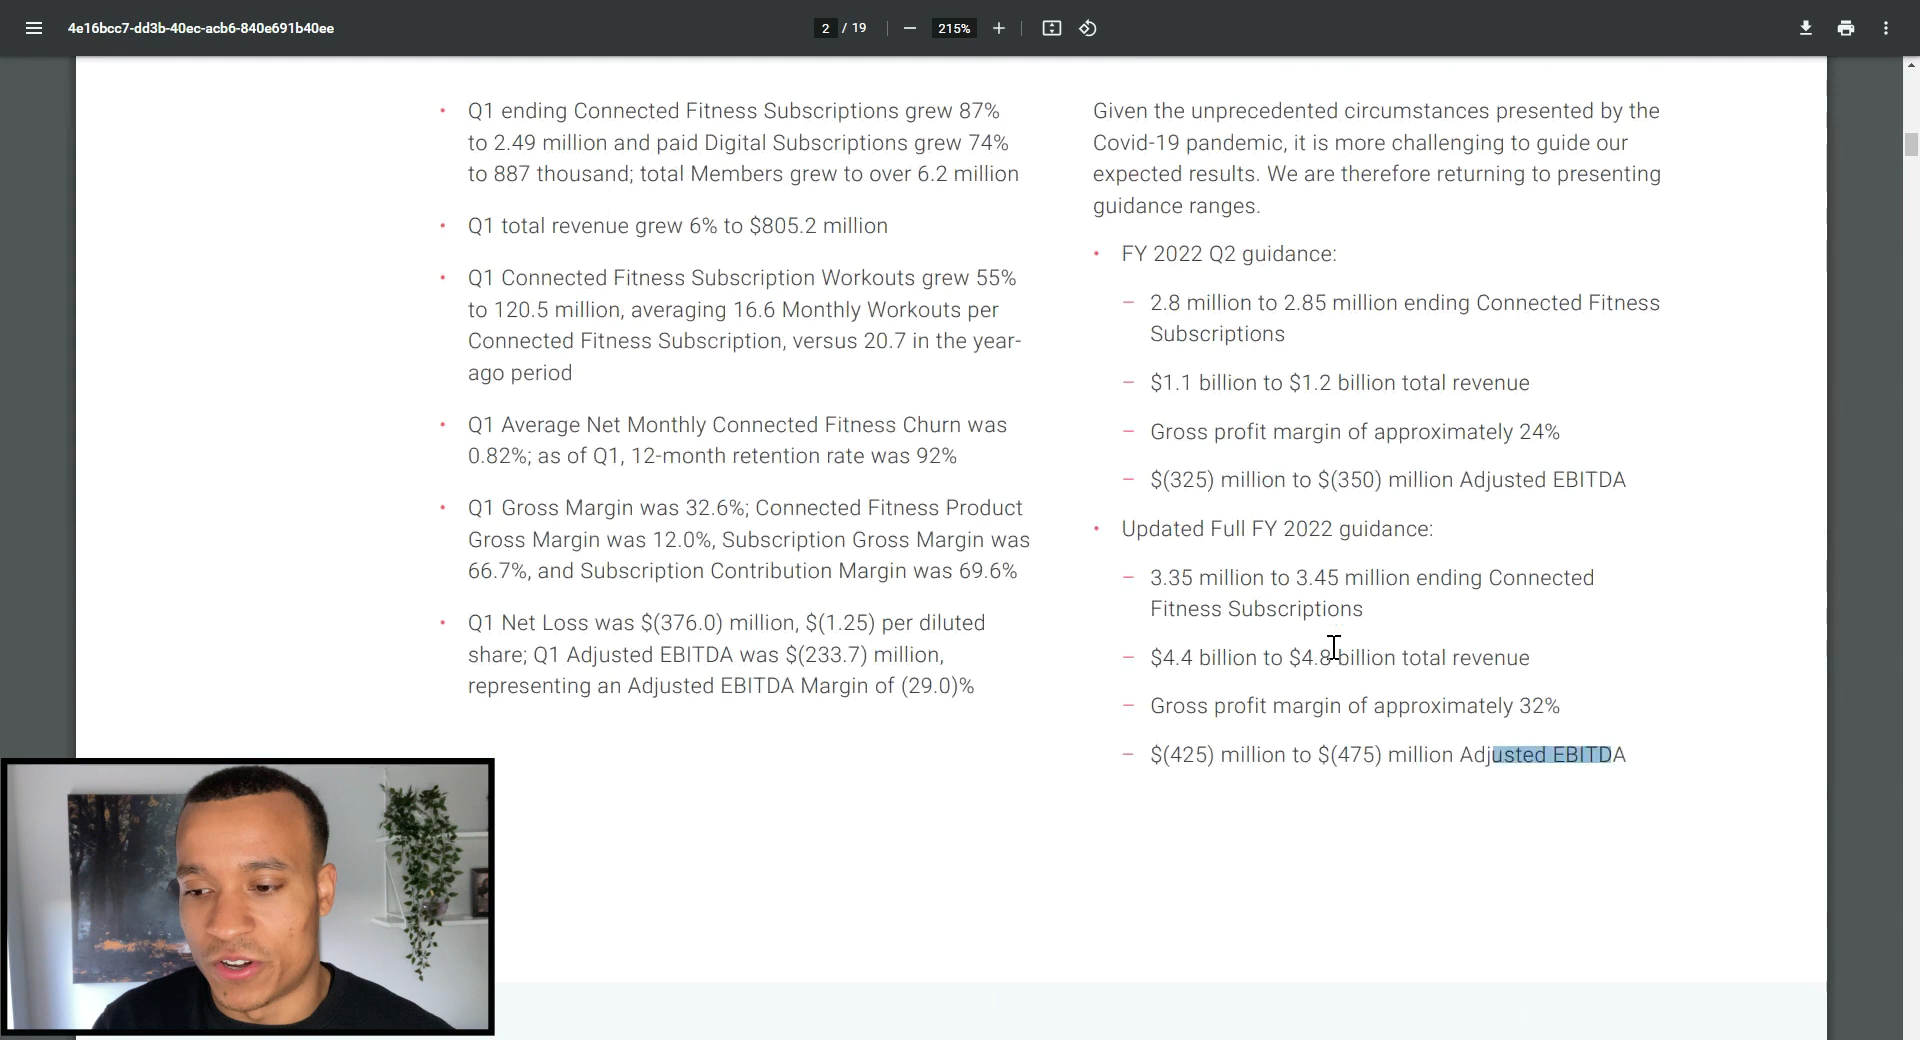 4e16bcc7-dd3b-40ec-acb6-840e691b40ee
2 / 19
215%
• Q1 ending Connected Fitness Subscriptions grew 87%
to 2.49 million and paid Digital Subscriptions grew 74%
to 887 thousand; total Members grew to over 6.2 million
• Q1 total revenue grew 6% to $805.2 million
• Q1 Connected Fitness Subscription Workouts grew 55%
to 120.5 million, averaging 16.6 Monthly Workouts per
Connected Fitness Subscription, versus 20.7 in the year-
ago period
• Q1 Average Net Monthly Connected Fitness Churn was
0.82%; as of Q1, 12-month retention rate was 92%
• Q1 Gross Margin was 32.6%; Connected Fitness Product
Gross Margin was 12.0%, Subscription Gross Margin was
66.7%, and Subscription Contribution Margin was 69.6%
• Q1 Net Loss was $(376.0) million, $(1.25) per diluted
share; Q1 Adjusted EBITDA was $(233.7) million,
representing an Adjusted EBITDA Margin of (29.0)%
Given the unprecedented circumstances presented by the
Covid-19 pandemic, it is more challenging to guide our
expected results. We are therefore returning to presenting
guidance ranges.
• FY 2022 Q2 guidance:
– 2.8 million to 2.85 million ending Connected Fitness
Subscriptions
– $1.1 billion to $1.2 billion total revenue
– Gross profit margin of approximately 24%
– $(325) million to $(350) million Adjusted EBITDA
• Updated Full FY 2022 guidance:
– 3.35 million to 3.45 million ending Connected
Fitness Subscriptions
– $4.4 billion to $4.8 billion total revenue
– Gross profit margin of approximately 32%
– $(425) million to $(475) million Adjusted EBITDA